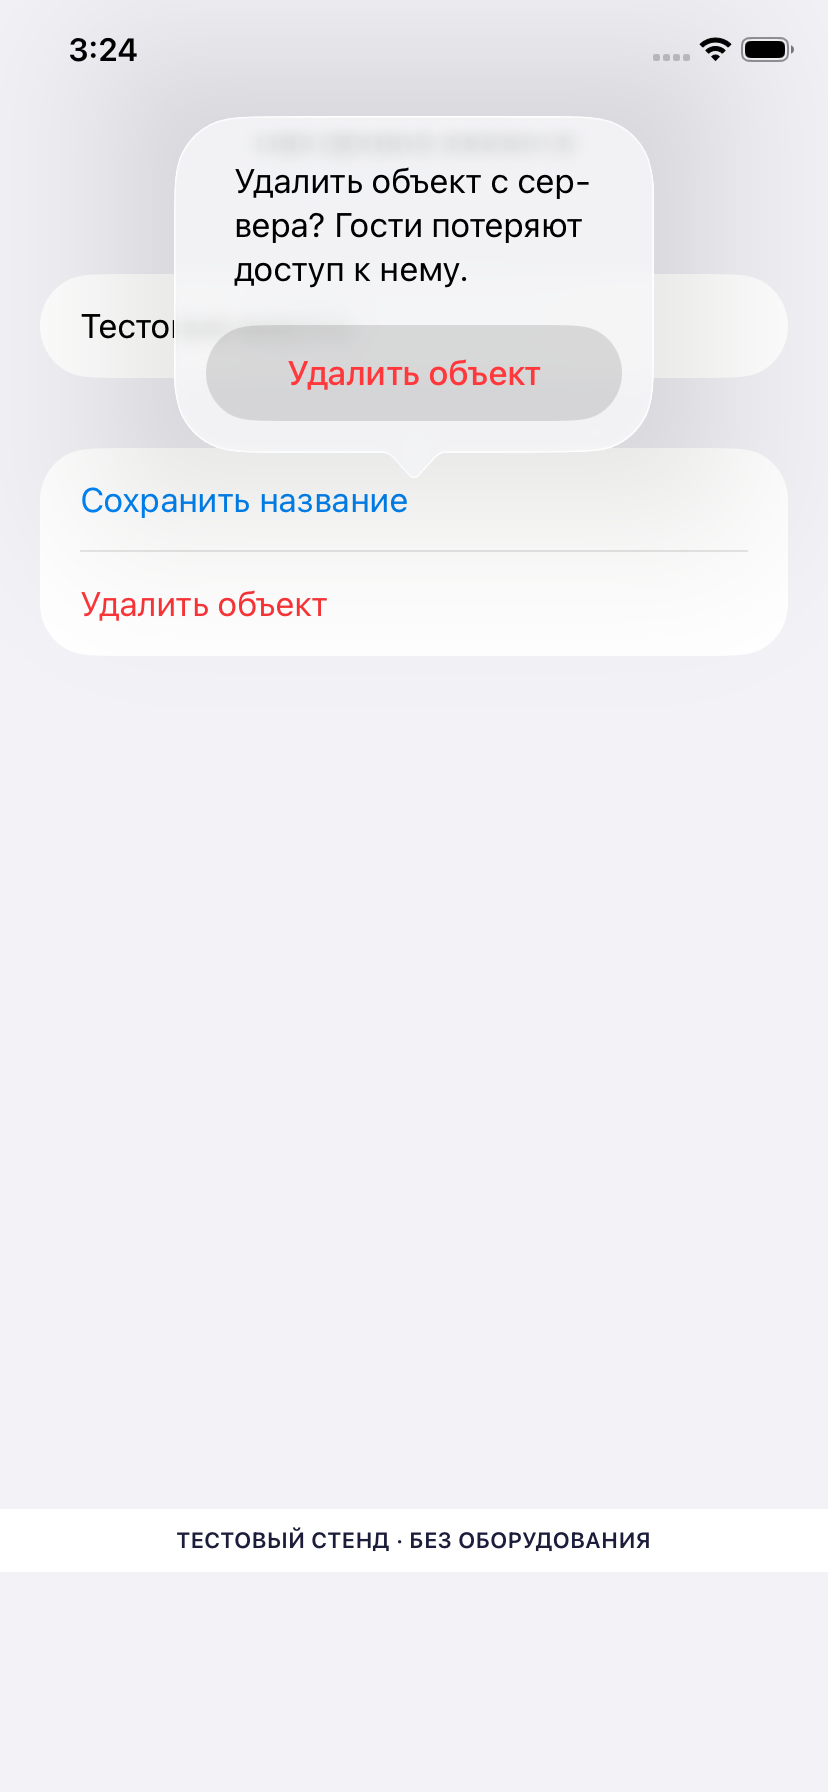 3:24
Удалить объект с сер-
вера? Гости потеряют
доступ к нему.
Удалить объект
Сохранить название
Удалить объект
ТЕСТОВЫЙ СТЕНД · БЕЗ ОБОРУДОВАНИЯ